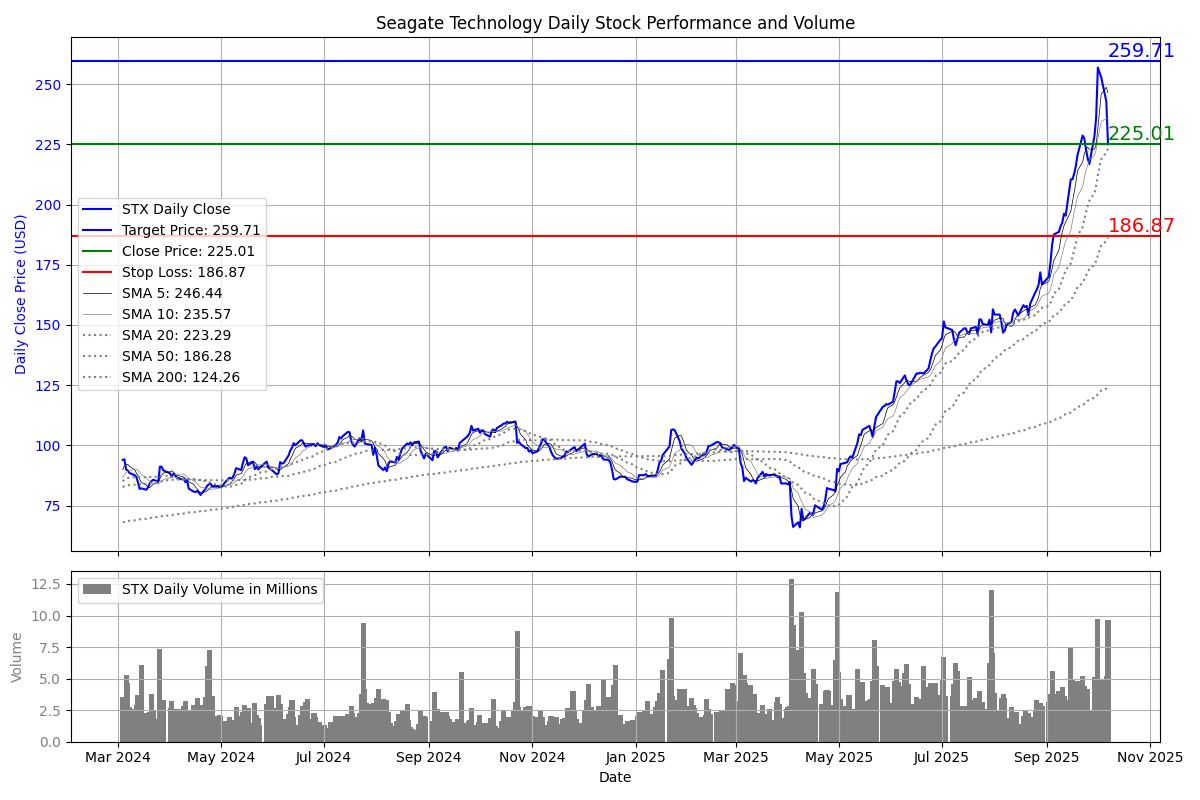 Seagate Technology Daily Stock Performance and Volume
259.71
250
225.01
225
200
186.87
175
150
125
100
75
Daily Close Price (USD)
STX Daily Close
Target Price: 259.71
Close Price: 225.01
Stop Loss: 186.87
SMA 5: 246.44
SMA 10: 235.57
SMA 20: 223.29
SMA 50: 186.28
SMA 200: 124.26
12.5
10.0
7.5
5.0
2.5
0.0
Volume
STX Daily Volume in Millions
Mar 2024 May 2024 Jul 2024 Sep 2024 Nov 2024 Jan 2025 Mar 2025 May 2025 Jul 2025 Sep 2025 Nov 2025
Date